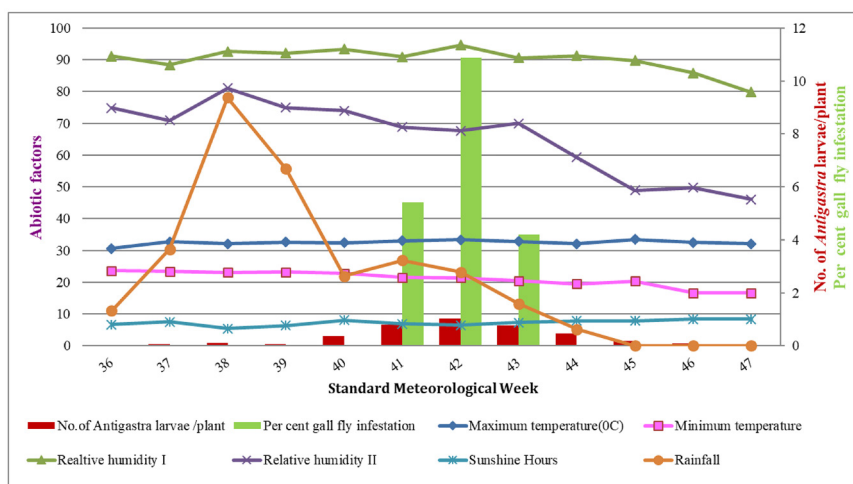 100
90
80
70
60
50
40
30
20
10
0
Abiotic factors
12
10
8
6
4
2
0
No. of Antigastra larvae/plant
Per cent gall fly infestation
36 37 38 39 40 41 42 43 44 45 46 47
Standard Meteorological Week
No.of Antigastra larvae /plant Per cent gall fly infestation Maximum temperature(0C) Minimum temperature
Realtive humidity I Relative humidity II Sunshine Hours Rainfall